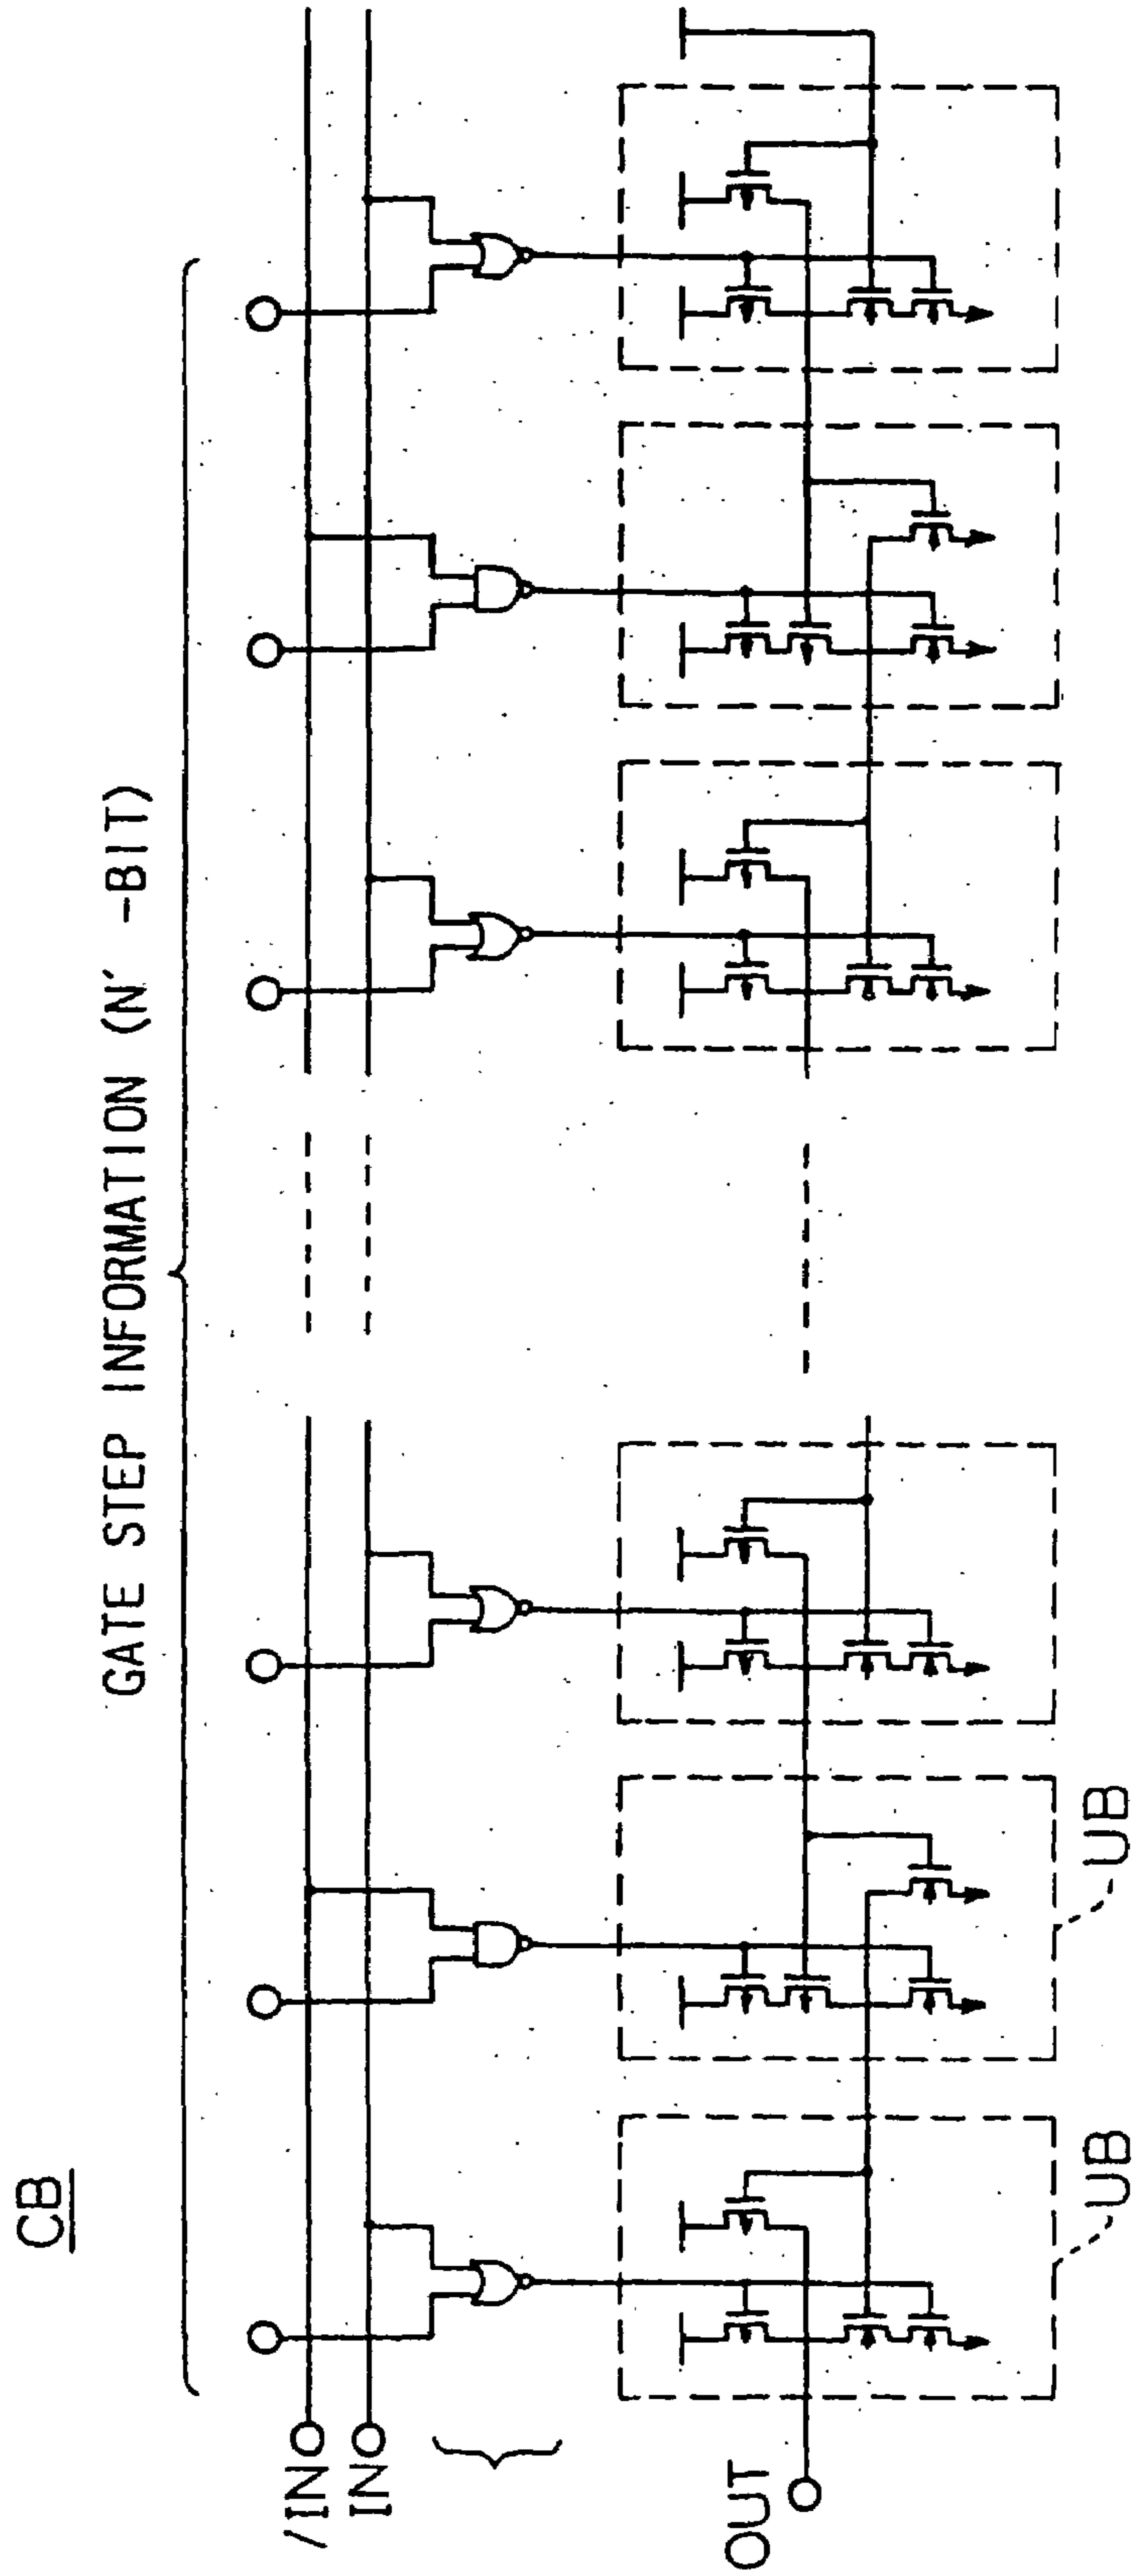 CB
GATE STEP INFORMATION (N′ -BIT)
/IN
IN
OUT
UB
UB